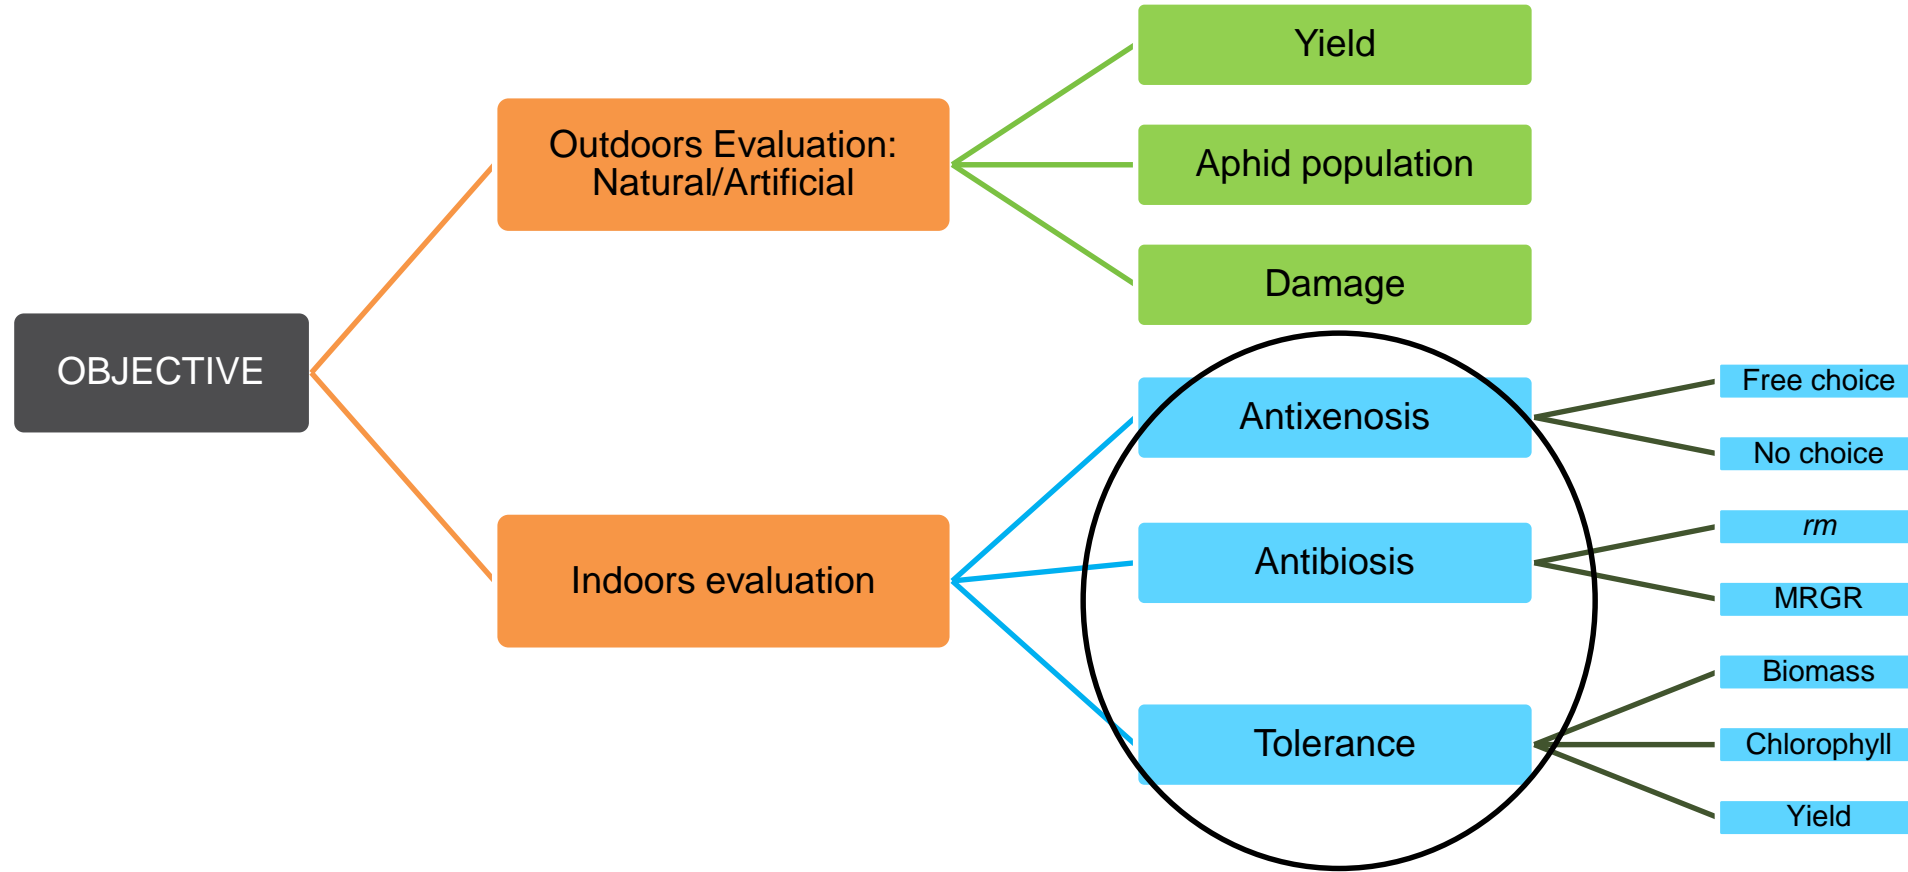 OBJECTIVE
Outdoors Evaluation:
Natural/Artificial
Indoors evaluation
Yield
Aphid population
Damage
Antixenosis
Antibiosis
Tolerance
Free choice
No choice
rm
MRGR
Biomass
Chlorophyll
Yield